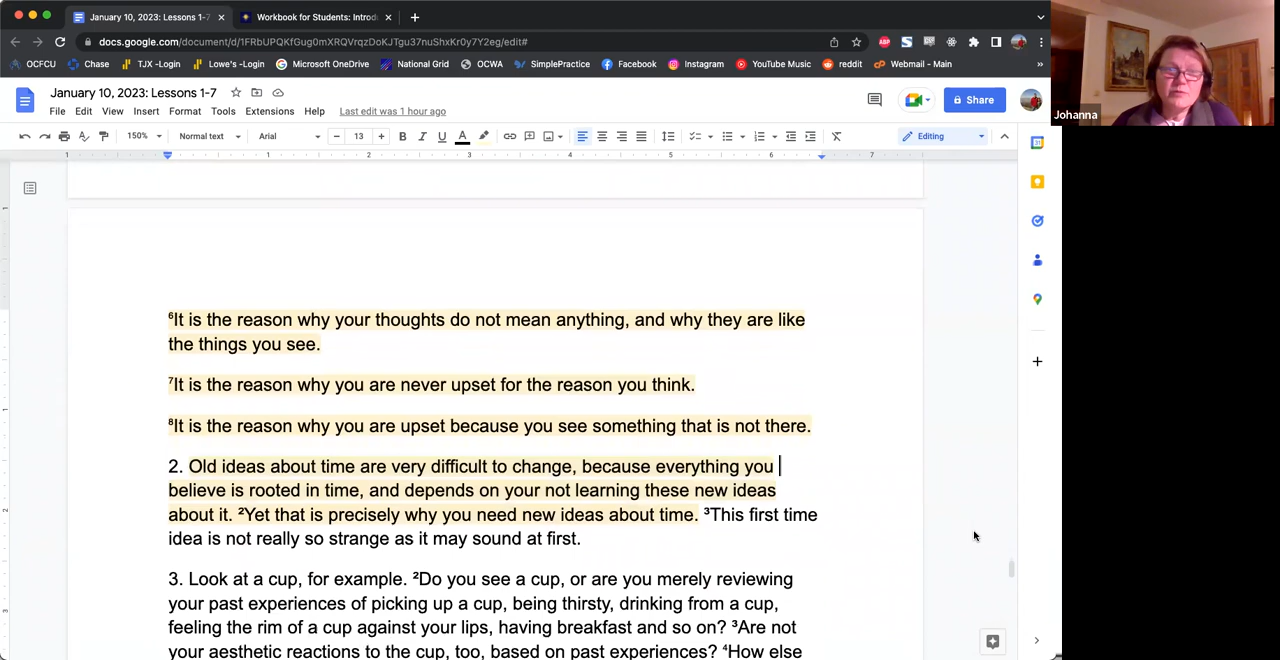 January 10, 2023: Lessons 1-7
Workbook for Students: Introdu
docs.google.com/document/d/1FRbUPQKfGug0mXRQVrqzDoKJTgu37nuShxKr0y7Y2eg/edit#
OCFCU Chase TJX -Login Lowe's -Login Microsoft OneDrive National Grid OCWA SimplePractice Facebook Instagram YouTube Music reddit Webmail - Main »
Johanna
January 10, 2023: Lessons 1-7
File Edit View Insert Format Tools Extensions Help Last edit was 1 hour ago
Share
150% Normal text Arial 13 B I U A Editing
1 1 2 3 4 5 6 7
⁶It is the reason why your thoughts do not mean anything, and why they are like
the things you see.
⁷It is the reason why you are never upset for the reason you think.
⁸It is the reason why you are upset because you see something that is not there.
2. Old ideas about time are very difficult to change, because everything you
believe is rooted in time, and depends on your not learning these new ideas
about it. ²Yet that is precisely why you need new ideas about time. ³This first time
idea is not really so strange as it may sound at first.
3. Look at a cup, for example. ²Do you see a cup, or are you merely reviewing
your past experiences of picking up a cup, being thirsty, drinking from a cup,
feeling the rim of a cup against your lips, having breakfast and so on? ³Are not
your aesthetic reactions to the cup, too, based on past experiences? ⁴How else